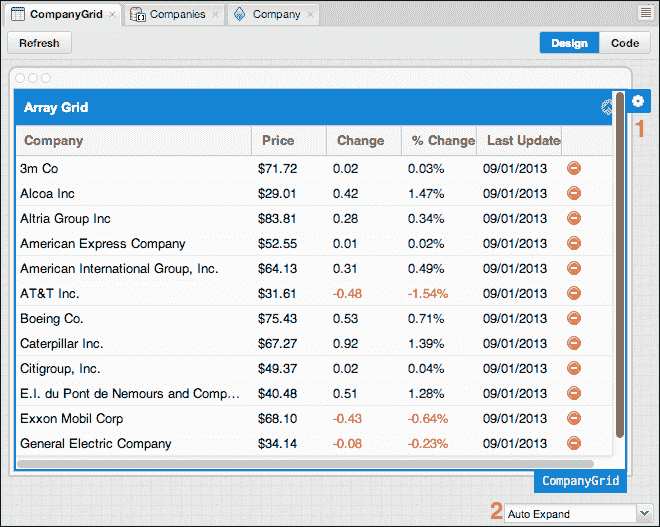 CompanyGrid Companies Company
Refresh Design Code
Array Grid
1
Company Price Change % Change Last Update
3m Co $71.72 0.02 0.03% 09/01/2013
Alcoa Inc $29.01 0.42 1.47% 09/01/2013
Altria Group Inc $83.81 0.28 0.34% 09/01/2013
American Express Company $52.55 0.01 0.02% 09/01/2013
American International Group, Inc. $64.13 0.31 0.49% 09/01/2013
AT&T Inc. $31.61 -0.48 -1.54% 09/01/2013
Boeing Co. $75.43 0.53 0.71% 09/01/2013
Caterpillar Inc. $67.27 0.92 1.39% 09/01/2013
Citigroup, Inc. $49.37 0.02 0.04% 09/01/2013
E.I. du Pont de Nemours and Comp... $40.48 0.51 1.28% 09/01/2013
Exxon Mobil Corp $68.10 -0.43 -0.64% 09/01/2013
General Electric Company $34.14 -0.08 -0.23% 09/01/2013
CompanyGrid
2 Auto Expand